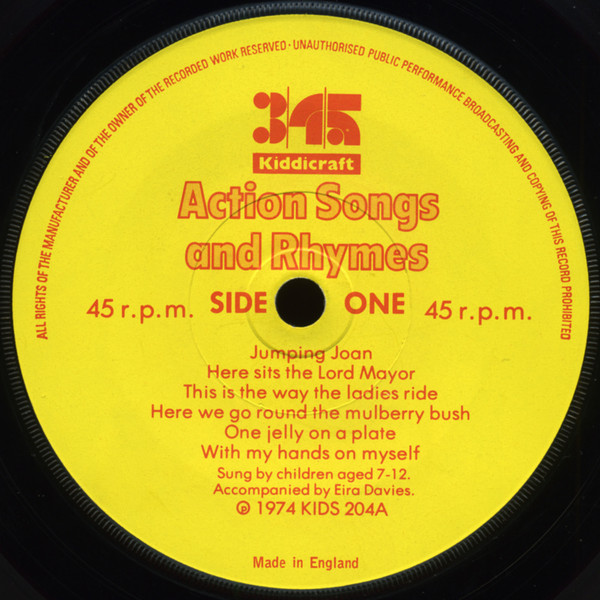 ALL RIGHTS OF THE MANUFACTURER AND OF THE OWNER OF THE RECORDED WORK RESERVED · UNAUTHORISED PUBLIC PERFORMANCE BROADCASTING AND COPYING OF THIS RECORD PROHIBITED
345
Kiddicraft
Action Songs
and Rhymes
45 r.p.m. SIDE ONE 45 r.p.m.
Jumping Joan
Here sits the Lord Mayor
This is the way the ladies ride
Here we go round the mulberry bush
One jelly on a plate
With my hands on myself
Sung by children aged 7-12.
Accompanied by Eira Davies.
℗ 1974 KIDS 204A
Made in England